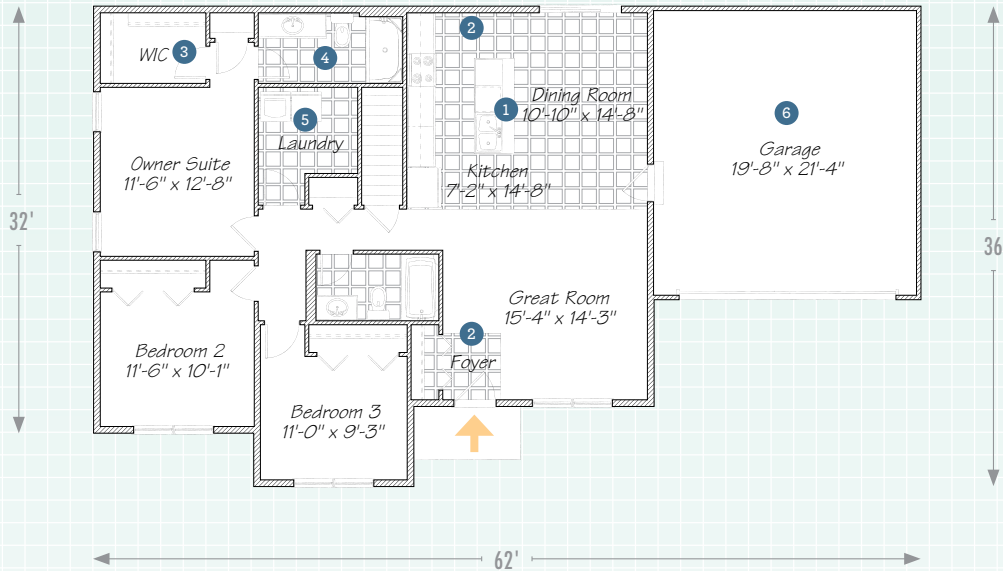 2
WIC 3
4
1
Dining Room
10'-10" x 14'-8"
5
Laundry
6
Garage
19'-8" x 21'-4"
Owner Suite
11'-6" x 12'-8"
Kitchen
7'-2" x 14'-8"
32'
36
Great Room
15'-4" x 14'-3"
2
Foyer
Bedroom 2
11'-6" x 10'-1"
Bedroom 3
11'-0" x 9'-3"
62'